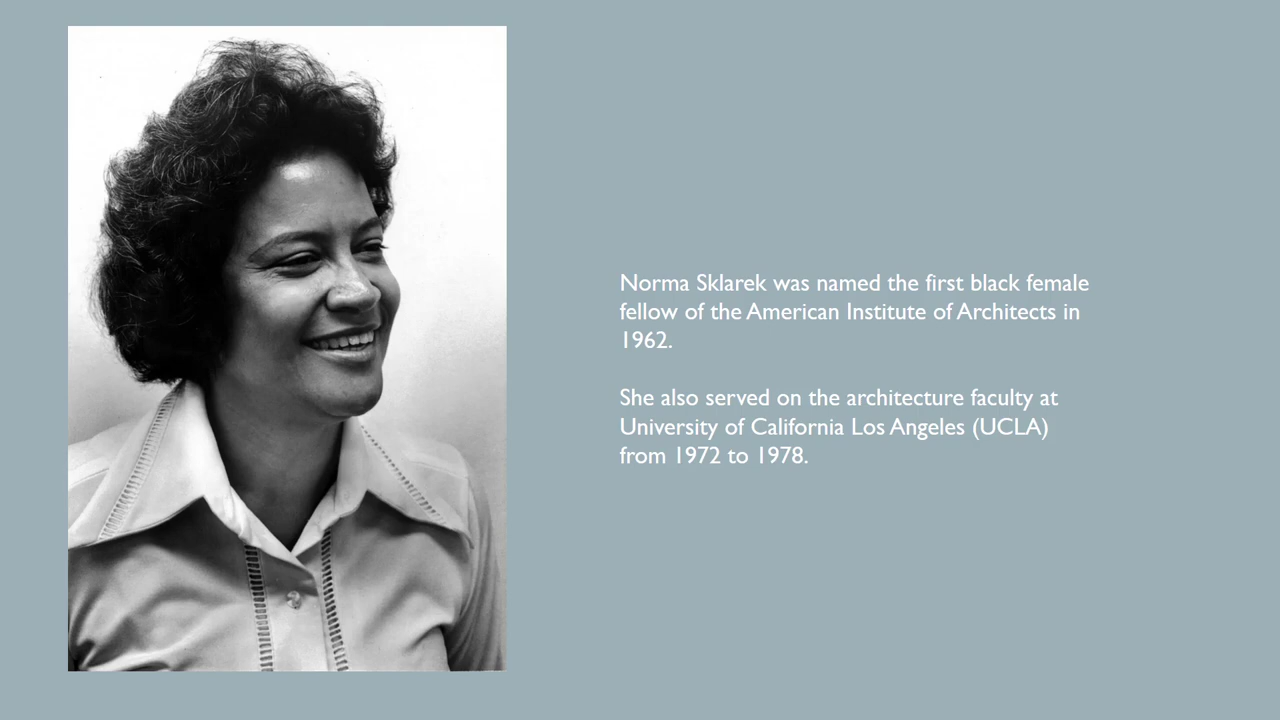 Norma Sklarek was named the first black female
fellow of the American Institute of Architects in
1962.
She also served on the architecture faculty at
University of California Los Angeles (UCLA)
from 1972 to 1978.